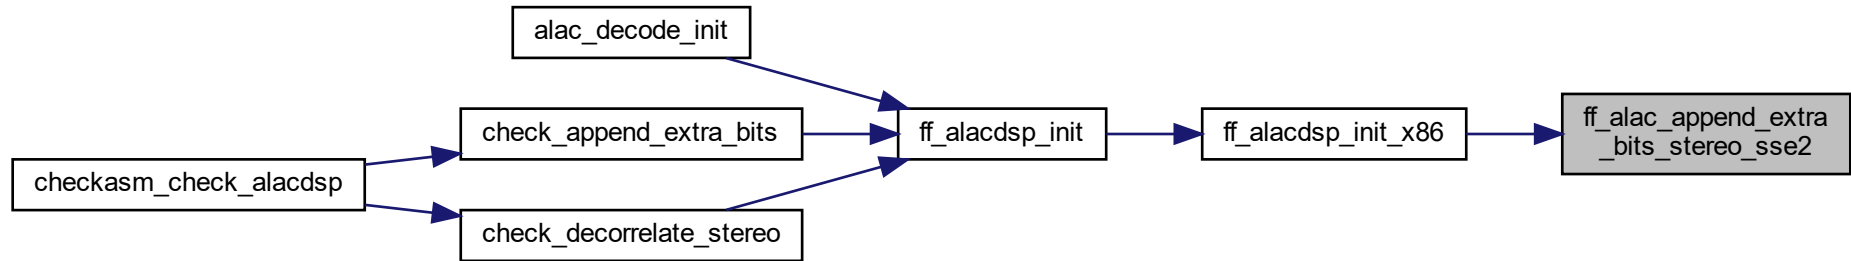 alac_decode_init
check_append_extra_bits
ff_alacdsp_init
ff_alacdsp_init_x86
ff_alac_append_extra
_bits_stereo_sse2
checkasm_check_alacdsp
check_decorrelate_stereo